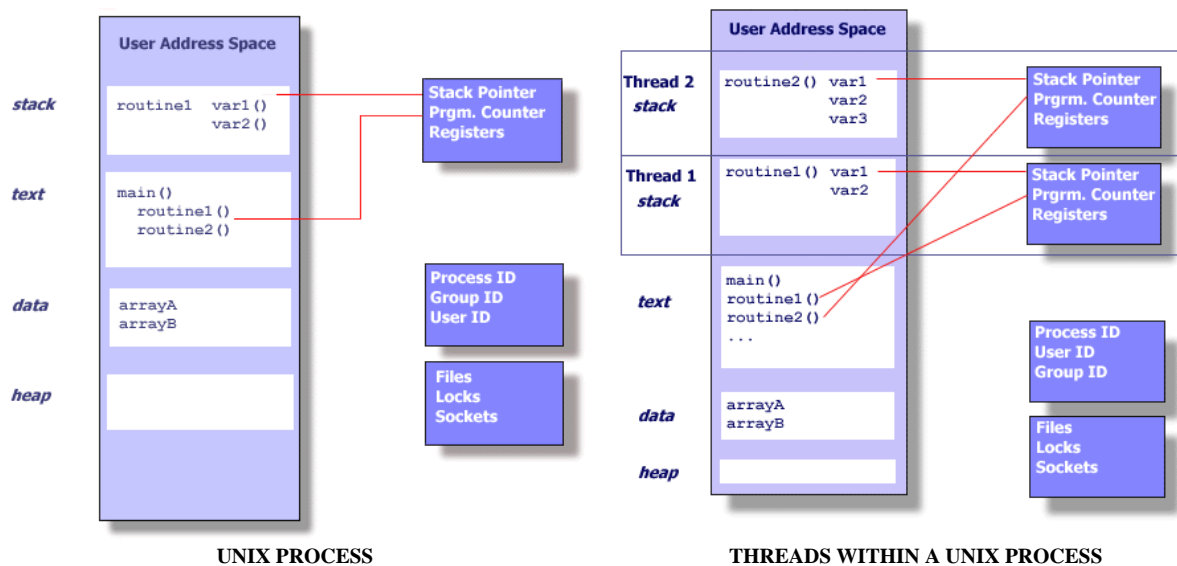 User Address Space
stack
routine1 var1()
var2()
Stack Pointer
Prgm. Counter
Registers
text
main()
routine1()
routine2()
Process ID
Group ID
User ID
data
arrayA
arrayB
Files
Locks
Sockets
heap
UNIX PROCESS
User Address Space
Thread 2
stack
routine2() var1
var2
var3
Stack Pointer
Prgrm. Counter
Registers
Thread 1
stack
routine1() var1
var2
Stack Pointer
Prgrm. Counter
Registers
text
main()
routine1()
routine2()
...
Process ID
User ID
Group ID
data
arrayA
arrayB
Files
Locks
Sockets
heap
THREADS WITHIN A UNIX PROCESS